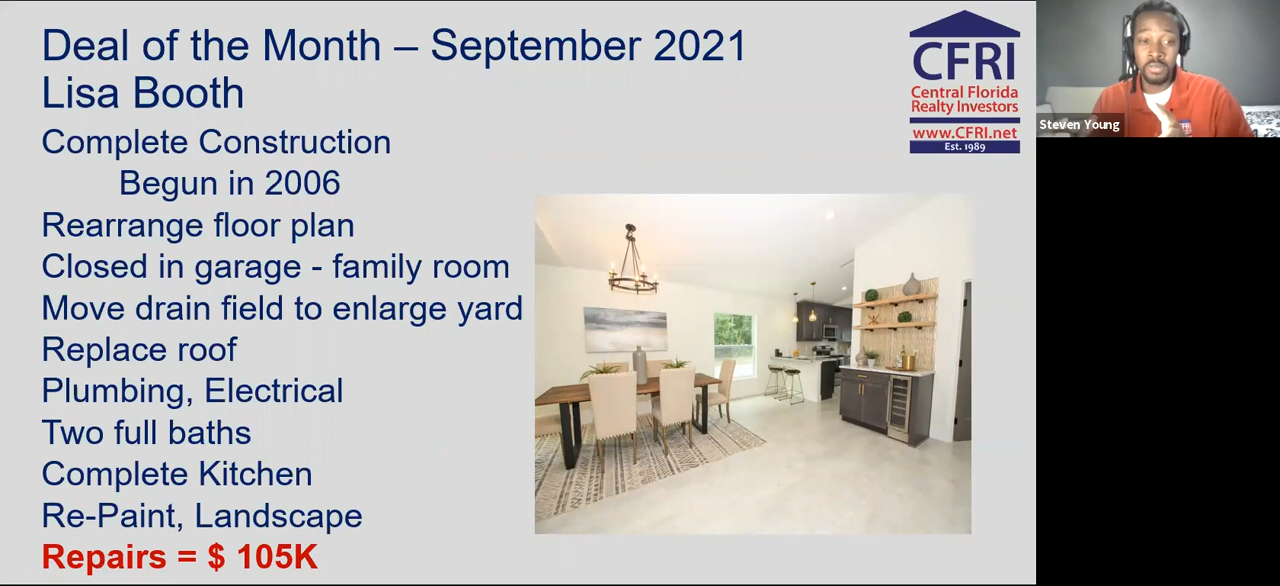 Deal of the Month – September 2021
Lisa Booth
Complete Construction
Begun in 2006
Rearrange floor plan
Closed in garage - family room
Move drain field to enlarge yard
Replace roof
Plumbing, Electrical
Two full baths
Complete Kitchen
Re-Paint, Landscape
Repairs = $ 105K
CFRI
Central Florida
Realty Investors
www.CFRI.net
Est. 1989
Steven Young